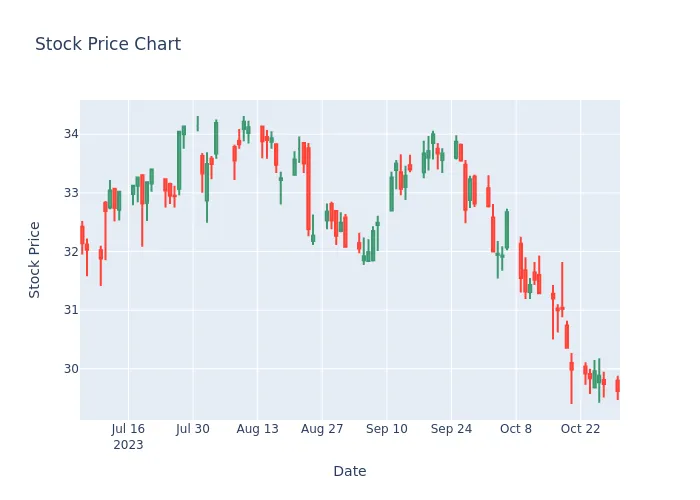 Stock Price Chart
Stock Price
34
33
32
31
30
Jul 16
2023
Jul 30
Aug 13
Aug 27
Sep 10
Sep 24
Oct 8
Oct 22
Date